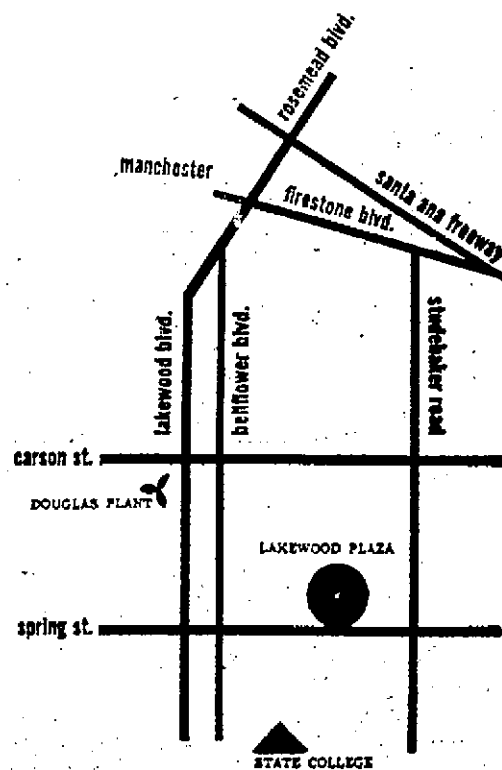 rosemead blvd.
manchester
firestone blvd.
santa ana freeway
lakewood blvd.
bellflower blvd.
studebaker road
carson st.
DOUGLAS PLANT
LAKEWOOD PLAZA
spring st.
STATE COLLEGE